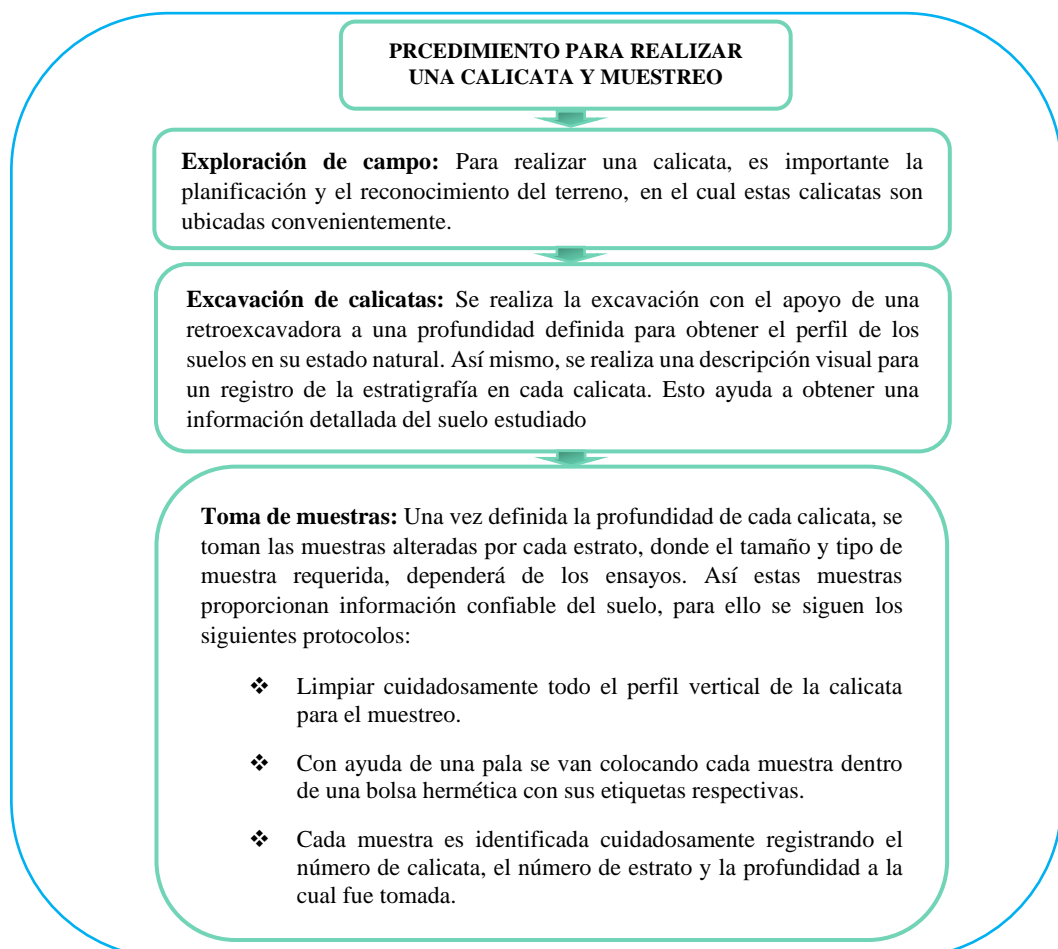 PRCEDIMIENTO PARA REALIZAR
UNA CALICATA Y MUESTREO
Exploración de campo: Para realizar una calicata, es importante la
planificación y el reconocimiento del terreno, en el cual estas calicatas son
ubicadas convenientemente.
Excavación de calicatas: Se realiza la excavación con el apoyo de una
retroexcavadora a una profundidad definida para obtener el perfil de los
suelos en su estado natural. Así mismo, se realiza una descripción visual para
un registro de la estratigrafía en cada calicata. Esto ayuda a obtener una
información detallada del suelo estudiado
Toma de muestras: Una vez definida la profundidad de cada calicata, se
toman las muestras alteradas por cada estrato, donde el tamaño y tipo de
muestra requerida, dependerá de los ensayos. Así estas muestras
proporcionan información confiable del suelo, para ello se siguen los
siguientes protocolos:
❖ Limpiar cuidadosamente todo el perfil vertical de la calicata
para el muestreo.
❖ Con ayuda de una pala se van colocando cada muestra dentro
de una bolsa hermética con sus etiquetas respectivas.
❖ Cada muestra es identificada cuidadosamente registrando el
número de calicata, el número de estrato y la profundidad a la
cual fue tomada.